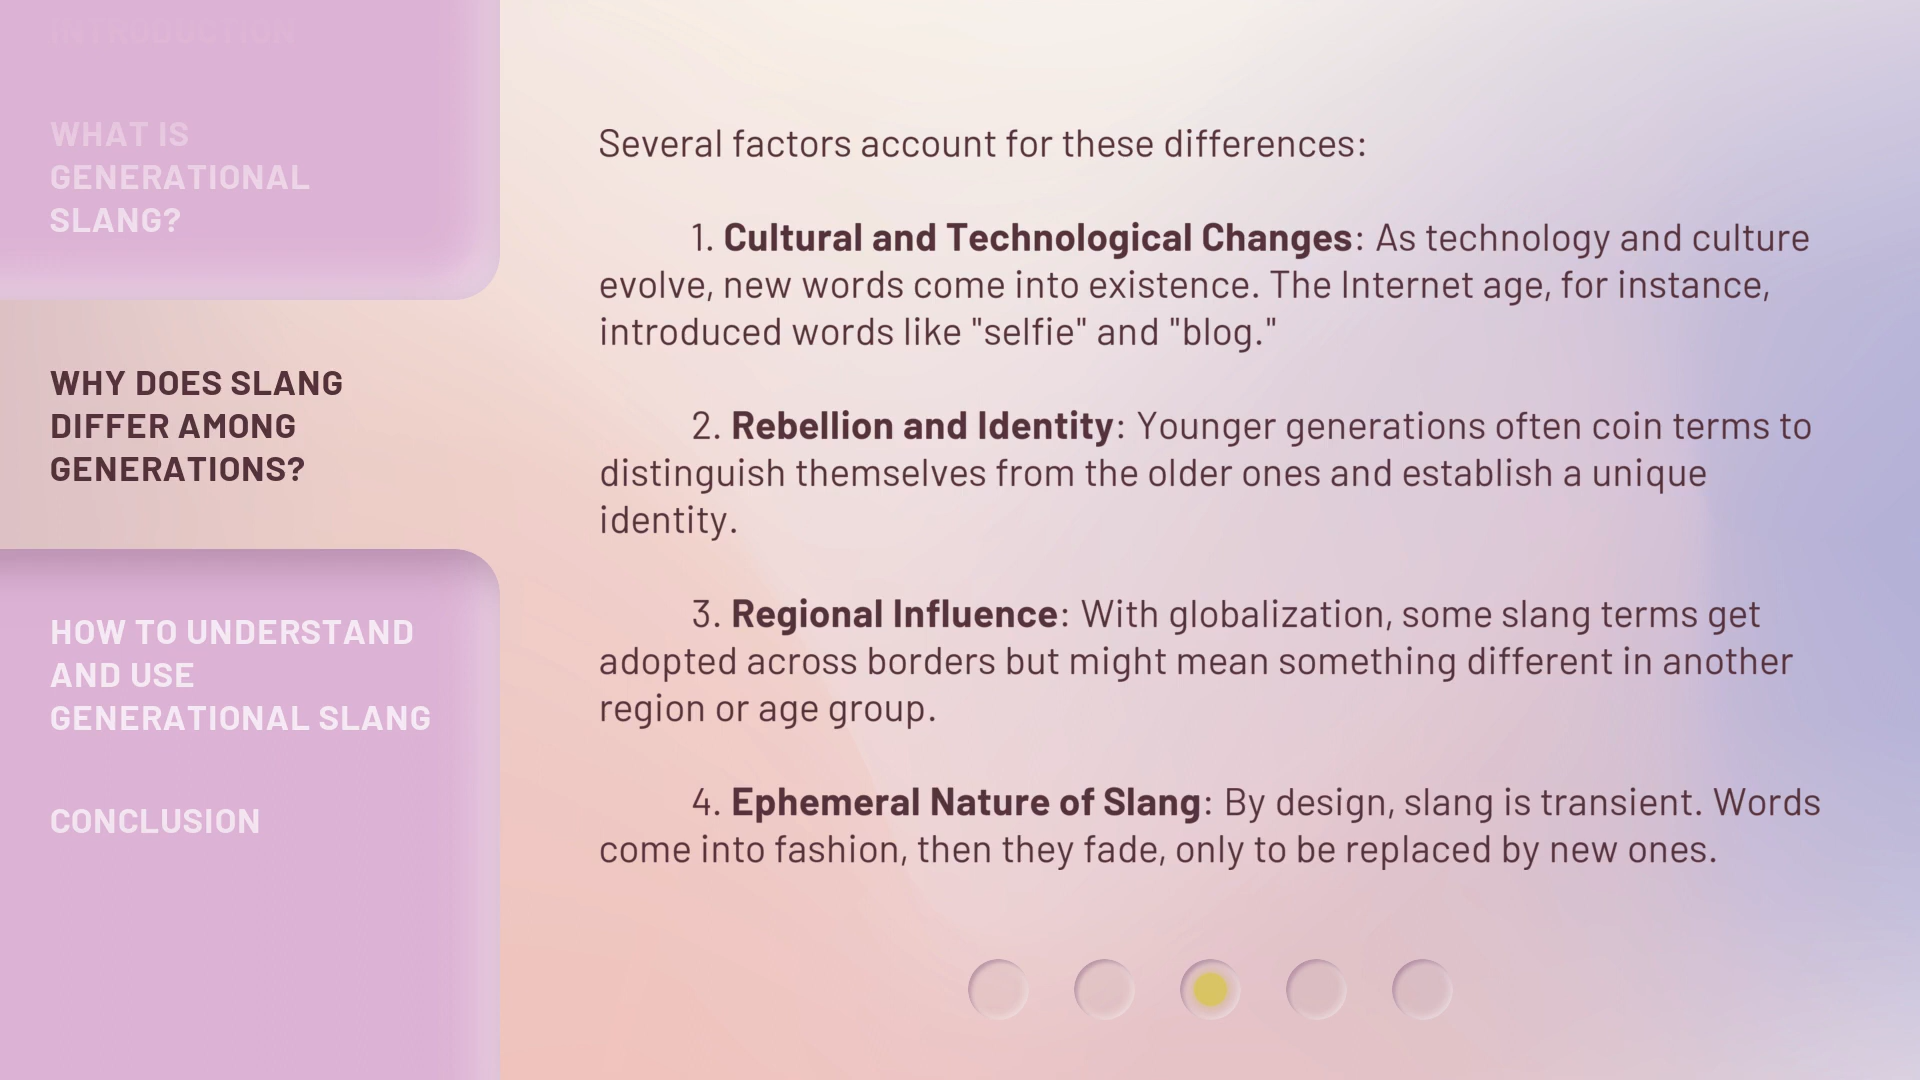 INTRODUCTION
WHAT IS
GENERATIONAL
SLANG?
WHY DOES SLANG
DIFFER AMONG
GENERATIONS?
HOW TO UNDERSTAND
AND USE
GENERATIONAL SLANG
CONCLUSION
Several factors account for these differences:
1. Cultural and Technological Changes: As technology and culture
evolve, new words come into existence. The Internet age, for instance,
introduced words like "selfie" and "blog."
2. Rebellion and Identity: Younger generations often coin terms to
distinguish themselves from the older ones and establish a unique
identity.
3. Regional Influence: With globalization, some slang terms get
adopted across borders but might mean something different in another
region or age group.
4. Ephemeral Nature of Slang: By design, slang is transient. Words
come into fashion, then they fade, only to be replaced by new ones.